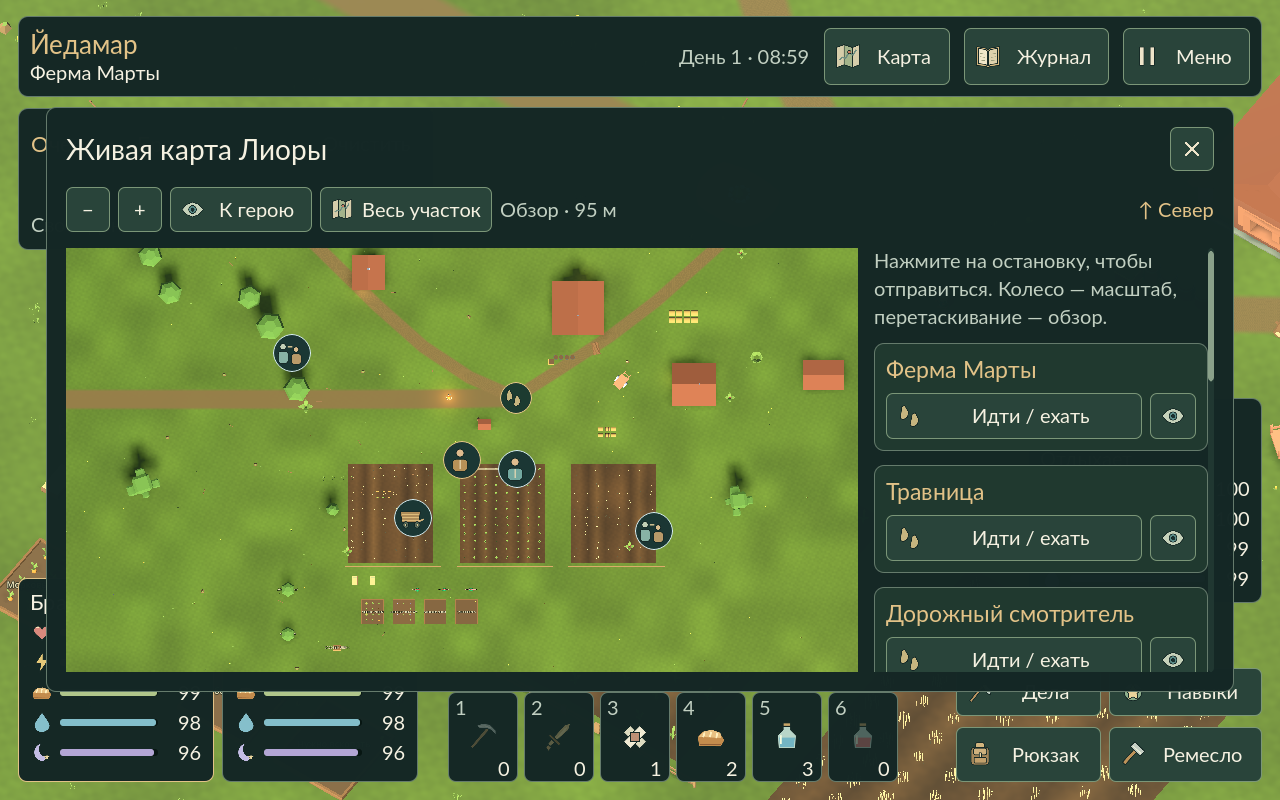 Йедамар
Ферма Марты
День 1 · 08:59
Карта
Журнал
Меню
Живая карта Лиоры
−
+
К герою
Весь участок
Обзор · 95 м
↑ Север
Нажмите на остановку, чтобы
отправиться. Колесо — масштаб,
перетаскивание — обзор.
Ферма Марты
Идти / ехать
Травница
Идти / ехать
Дорожный смотритель
Идти / ехать
99
98
96
99
98
96
1
0
2
0
3
1
4
2
5
3
6
0
Дела
Навыки
Рюкзак
Ремесло